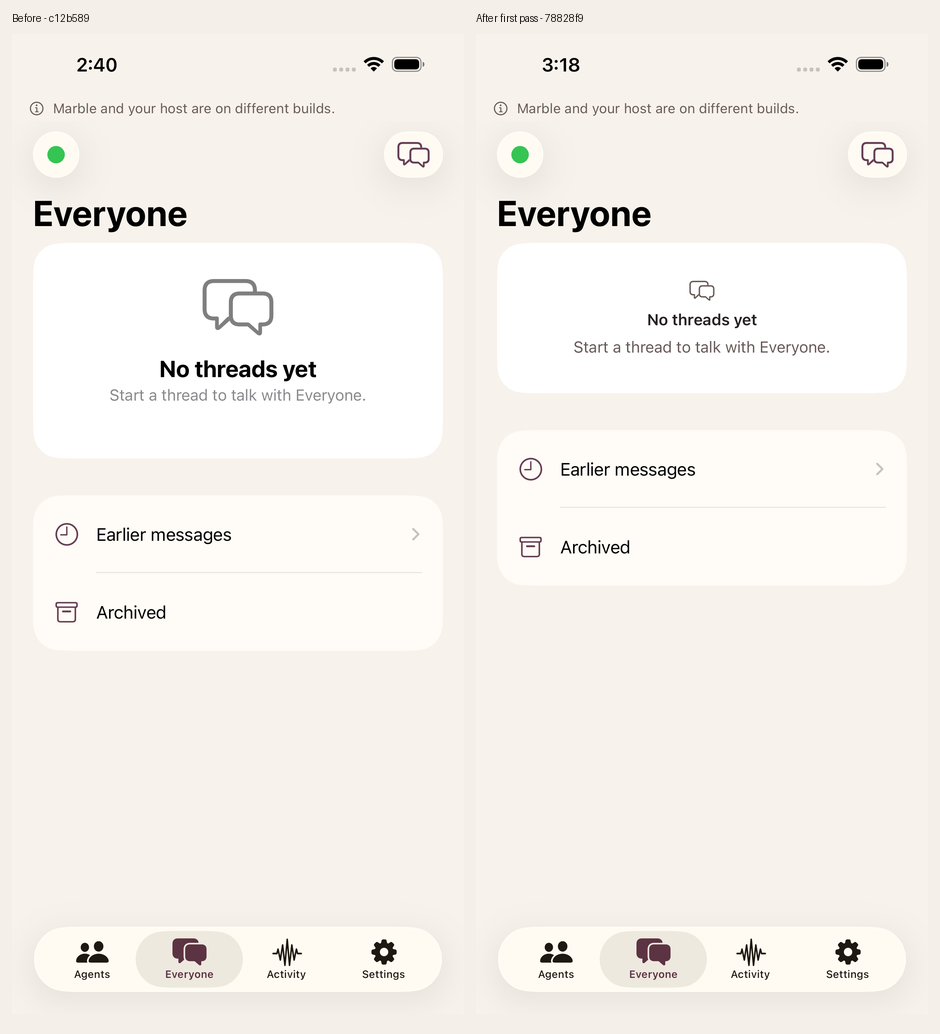 Before - c12b589
2:40
Marble and your host are on different builds.
Everyone
No threads yet
Start a thread to talk with Everyone.
Earlier messages
Archived
Agents
Everyone
Activity
Settings
After first pass - 78828f9
3:18
Marble and your host are on different builds.
Everyone
No threads yet
Start a thread to talk with Everyone.
Earlier messages
Archived
Agents
Everyone
Activity
Settings